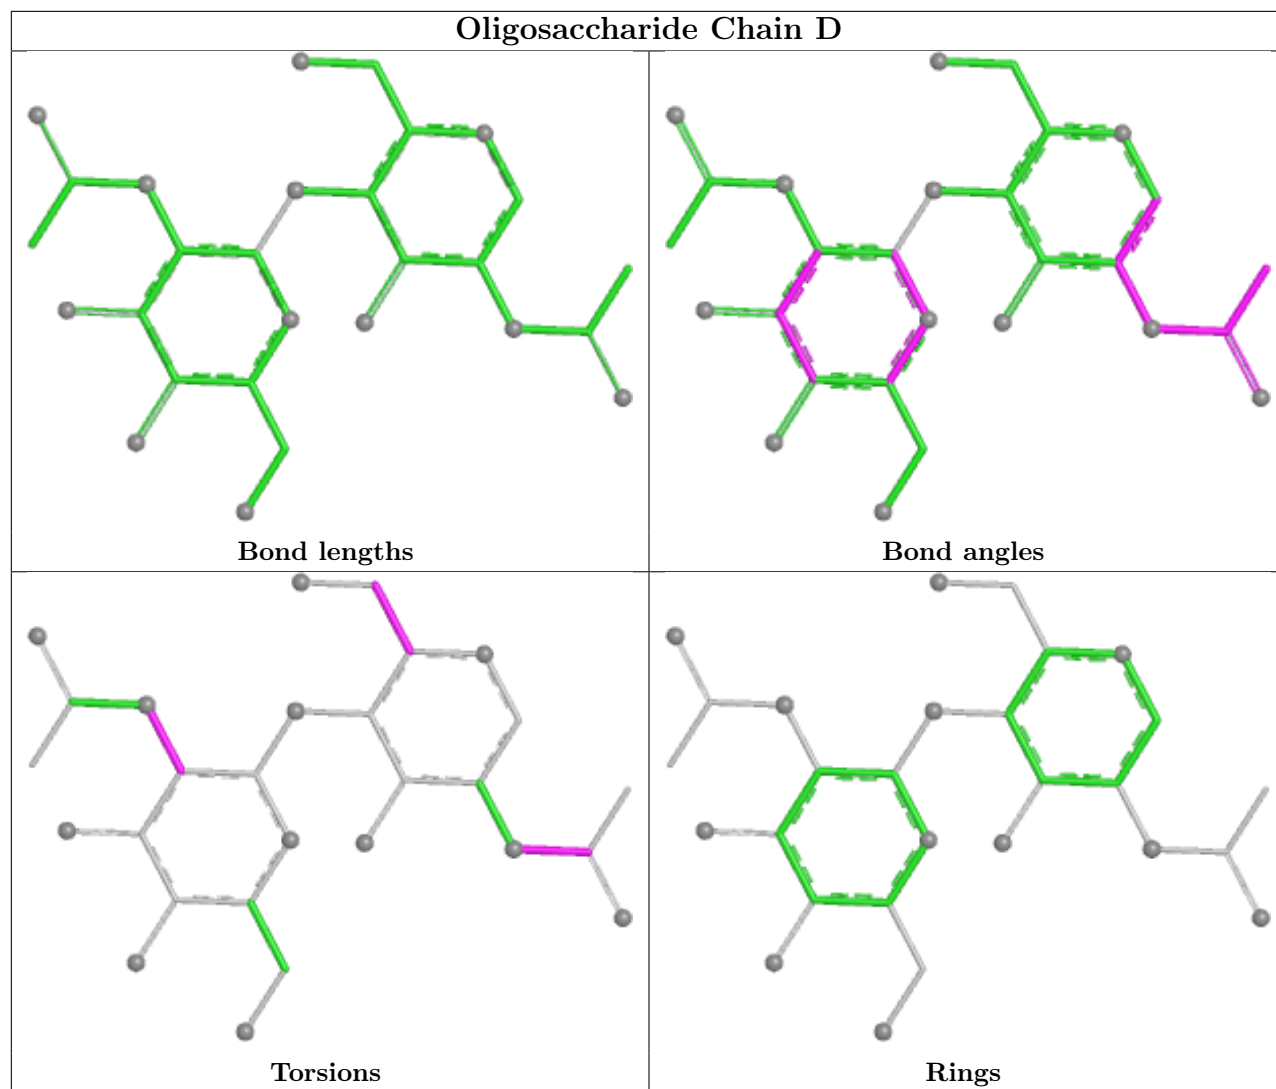 Oligosaccharide Chain D
Bond lengths
Bond angles
Torsions
Rings